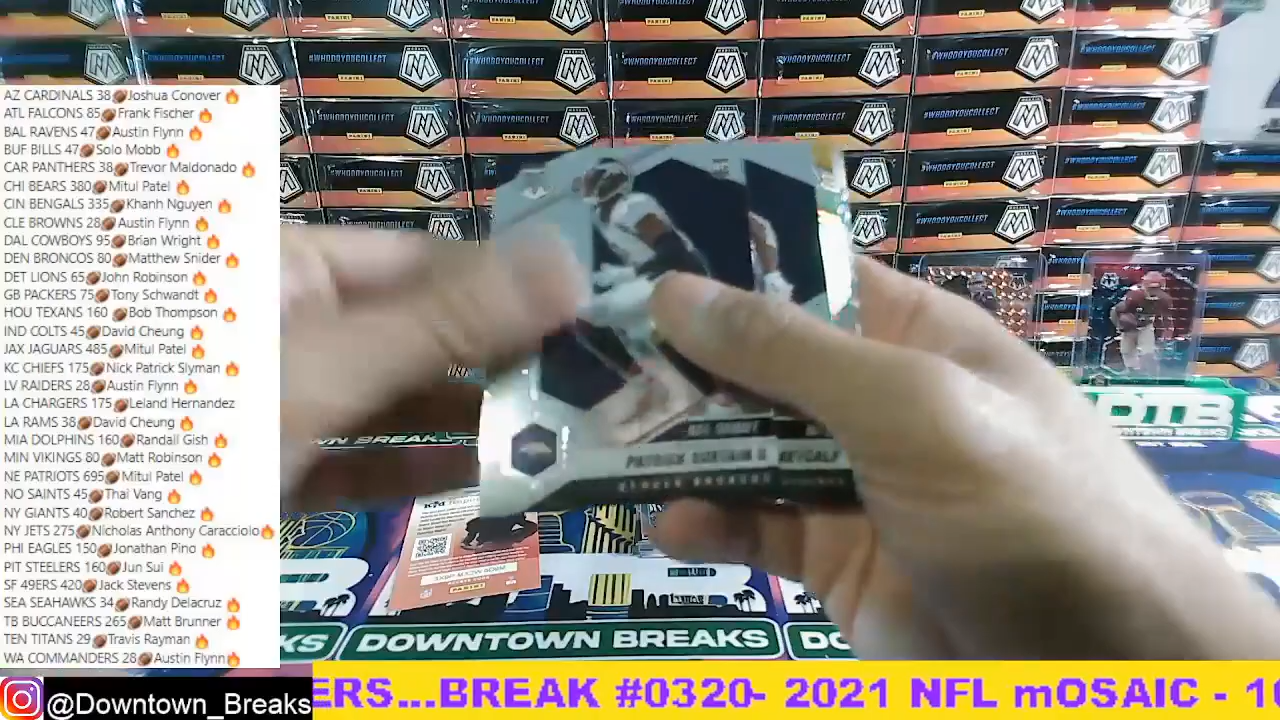 AZ CARDINALS 38🏈Joshua Conover 🔥
ATL FALCONS 85🏈Frank Fischer 🔥
BAL RAVENS 47🏈Austin Flynn 🔥
BUF BILLS 47🏈Solo Mobb 🔥
CAR PANTHERS 38🏈Trevor Maldonado 🔥
CHI BEARS 380🏈Mitul Patel 🔥
CIN BENGALS 335🏈Khanh Nguyen 🔥
CLE BROWNS 28🏈Austin Flynn 🔥
DAL COWBOYS 95🏈Brian Wright 🔥
DEN BRONCOS 80🏈Matthew Snider 🔥
DET LIONS 65🏈John Robinson 🔥
GB PACKERS 75🏈Tony Schwandt 🔥
HOU TEXANS 160 🏈Bob Thompson 🔥
IND COLTS 45🏈David Cheung 🔥
JAX JAGUARS 485🏈Mitul Patel 🔥
KC CHIEFS 175🏈Nick Patrick Slyman 🔥
LV RAIDERS 28🏈Austin Flynn 🔥
LA CHARGERS 175🏈Leland Hernandez
LA RAMS 38🏈David Cheung 🔥
MIA DOLPHINS 160🏈Randall Gish 🔥
MIN VIKINGS 80🏈Matt Robinson 🔥
NE PATRIOTS 695🏈Mitul Patel 🔥
NO SAINTS 45🏈Thai Vang 🔥
NY GIANTS 40🏈Robert Sanchez 🔥
NY JETS 275🏈Nicholas Anthony Caracciolo🔥
PHI EAGLES 150🏈Jonathan Pino 🔥
PIT STEELERS 160🏈Jun Sui 🔥
SF 49ERS 420🏈Jack Stevens 🔥
SEA SEAHAWKS 34🏈Randy Delacruz 🔥
TB BUCCANEERS 265🏈Matt Brunner 🔥
TEN TITANS 29🏈Travis Rayman 🔥
WA COMMANDERS 28🏈Austin Flynn🔥
#WHODOYOUCOLLECT
PANINI
PATRICK SURTAIN II
METCALF
DTB
DOWNTOWN BREAKS
@Downtown_Breaks
ERS...BREAK #0320- 2021 NFL mOSAIC - 10